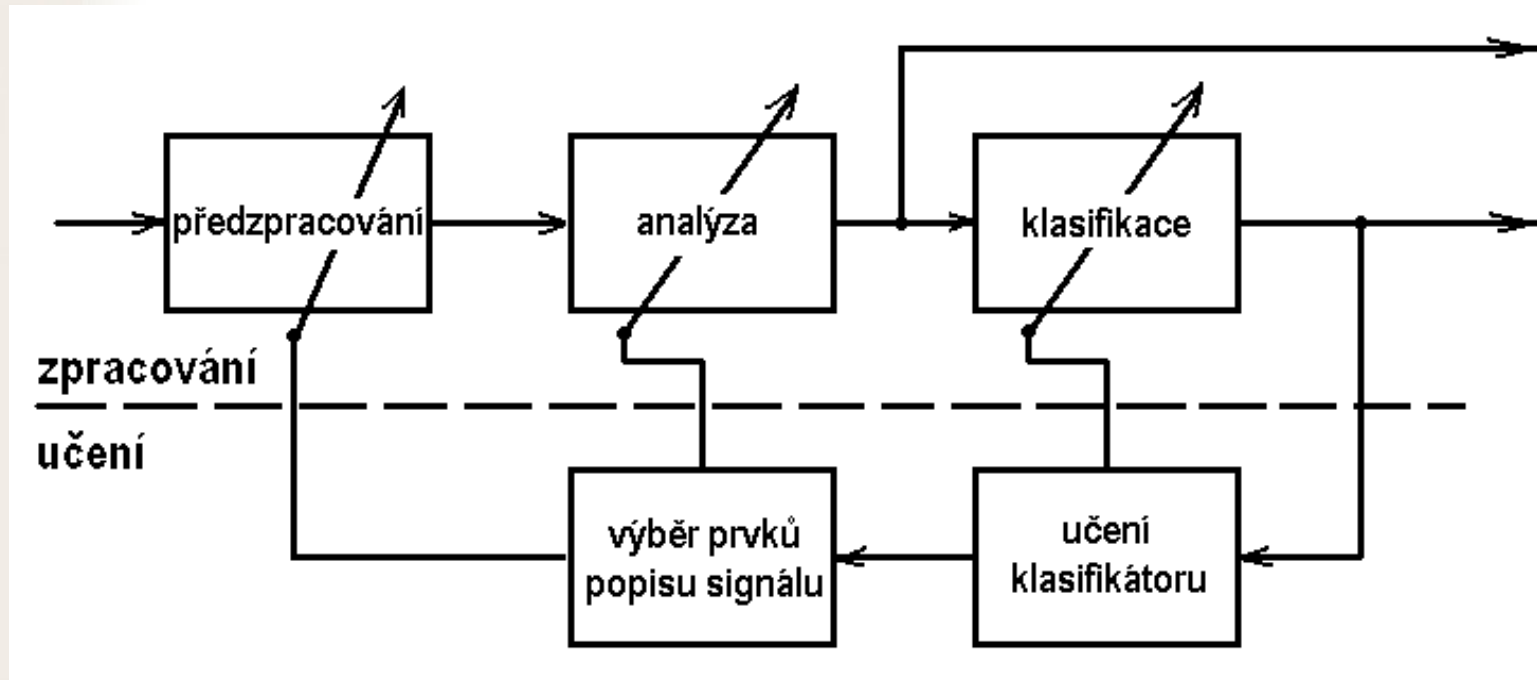 předzpracování
analýza
klasifikace
zpracování
učení
výběr prvků
popisu signálu
učení
klasifikátoru